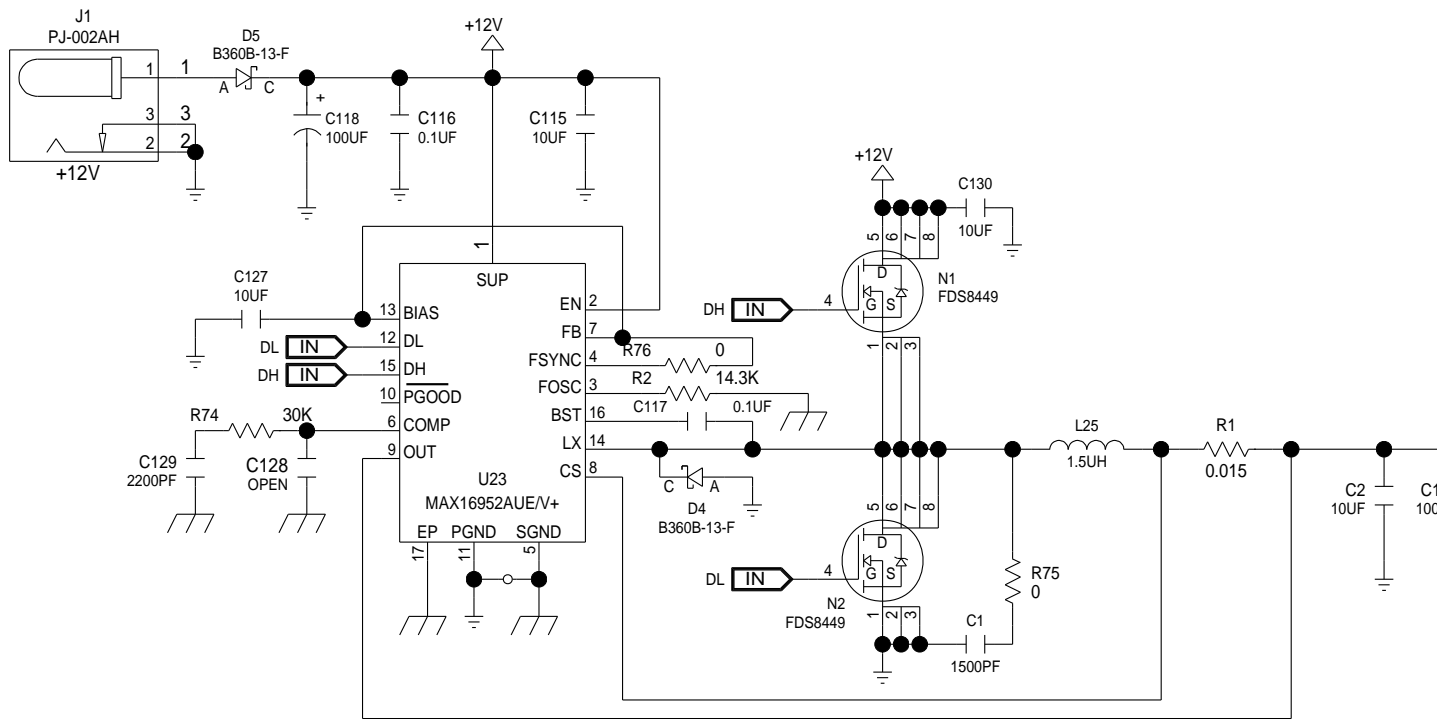 J1
PJ-002AH
1 1
3 3
2 2
+12V
D5
B360B-13-F
A C
+12V
+
C118
100UF
C116
0.1UF
C115
10UF
1
SUP
C127
10UF
13 BIAS
DL IN 12 DL
DH IN 15 DH
10 PGOOD
R74 30K
6 COMP
9 OUT
C129
2200PF
C128
OPEN
EN 2
FB 7
R76 0
FSYNC 4
R2 14.3K
FOSC 3
C117 0.1UF
BST 16
LX 14
CS 8
U23
MAX16952AUE/V+
EP PGND SGND
17 11 5
C A
D4
B360B-13-F
+12V
C130
10UF
5 6 7 8
D
G S
N1
FDS8449
DH IN 4
1 2 3
5 6 7 8
D
G S
DL IN 4
N2
FDS8449
1 2 3
C1
1500PF
R75
0
L25
1.5UH
R1
0.015
C2
10UF
C1
100